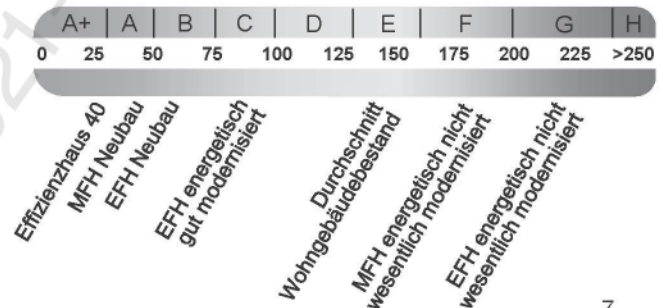 A+ A B C D E F G H
0 25 50 75 100 125 150 175 200 225 >250
Effizienzhaus 40
MFH Neubau
EFH Neubau
EFH energetisch
gut modernisiert
Durchschnitt
Wohngebäudebestand
MFH energetisch nicht
wesentlich modernisiert
EFH energetisch nicht
wesentlich modernisiert
7